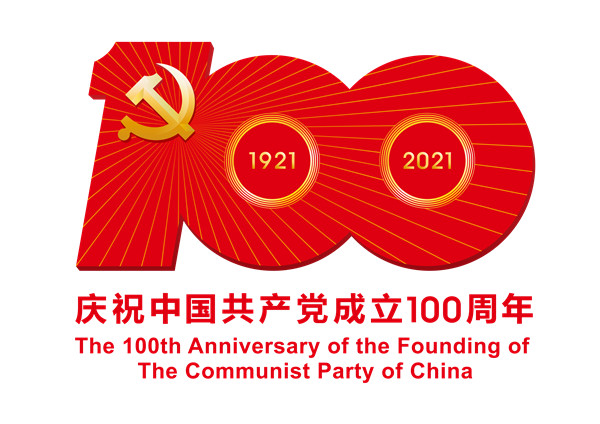 100
1921
2021
庆祝中国共产党成立100周年
The 100th Anniversary of the Founding of
The Communist Party of China